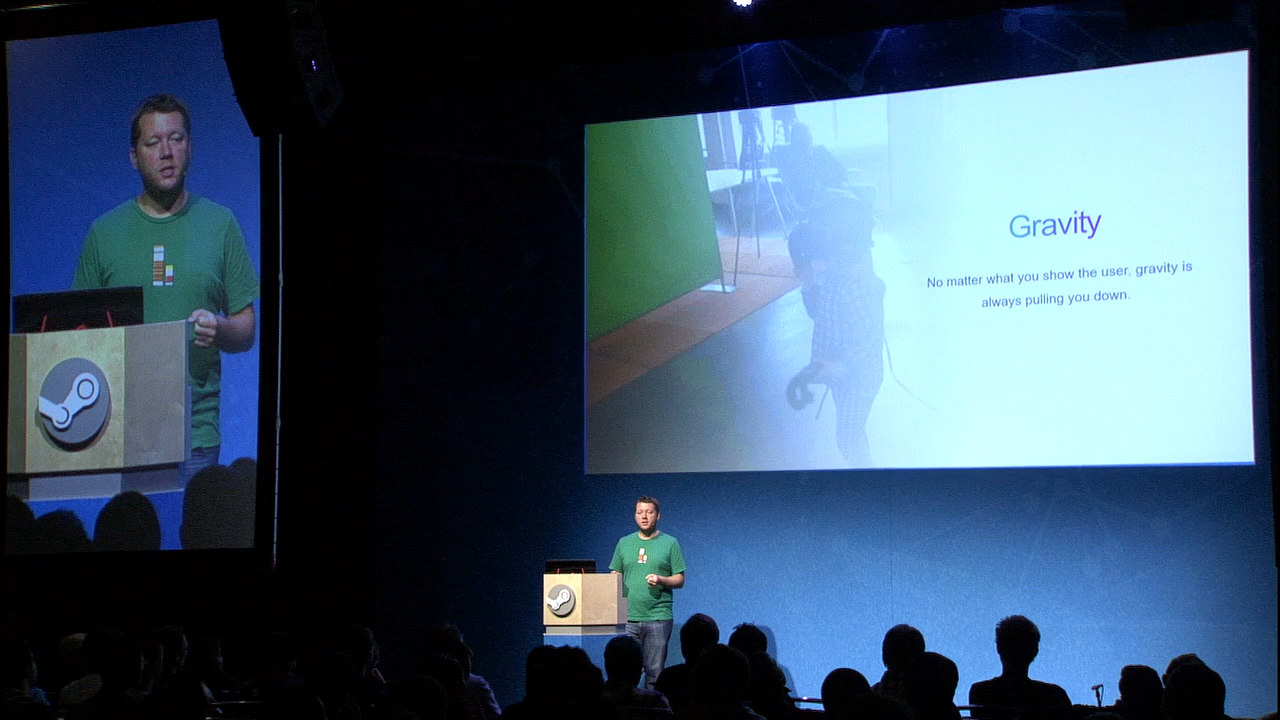 Gravity
No matter what you show the user, gravity is
always pulling you down.